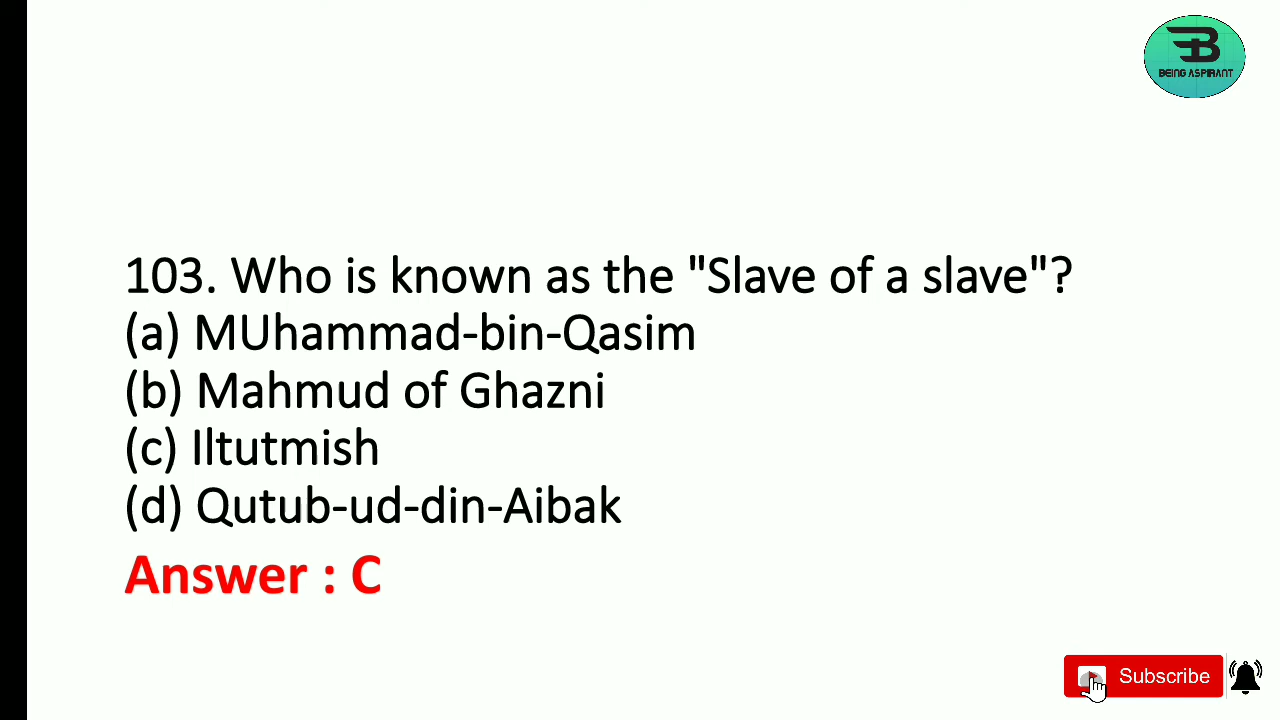 BEING ASPIRANT
103. Who is known as the "Slave of a slave"?
(a) MUhammad-bin-Qasim
(b) Mahmud of Ghazni
(c) Iltutmish
(d) Qutub-ud-din-Aibak
Answer : C
Subscribe